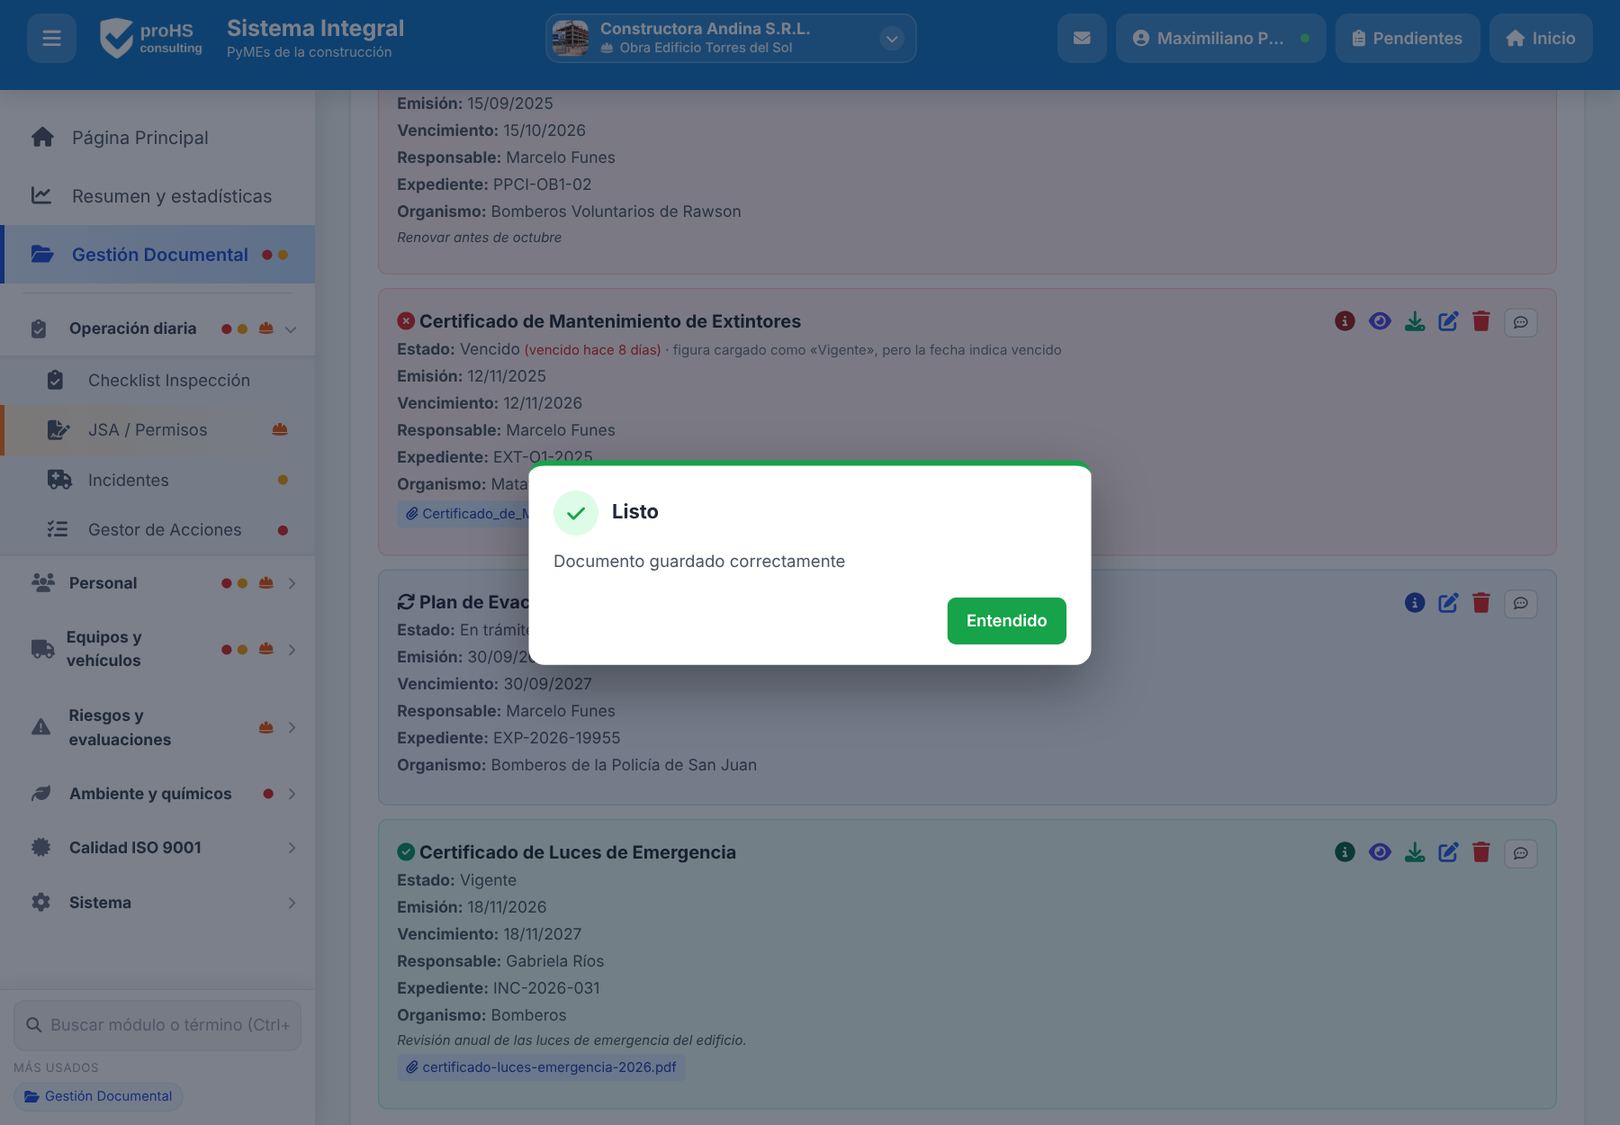 proHS
consulting
Sistema Integral
PyMEs de la construcción
Constructora Andina S.R.L.
Obra Edificio Torres del Sol
Maximiliano P...
Pendientes
Inicio
Página Principal
Resumen y estadísticas
Gestión Documental
Operación diaria
Checklist Inspección
JSA / Permisos
Incidentes
Gestor de Acciones
Personal
Equipos y
vehículos
Riesgos y
evaluaciones
Ambiente y químicos
Calidad ISO 9001
Sistema
Buscar módulo o término (Ctrl+
MÁS USADOS
Gestión Documental
Emisión: 15/09/2025
Vencimiento: 15/10/2026
Responsable: Marcelo Funes
Expediente: PPCI-OB1-02
Organismo: Bomberos Voluntarios de Rawson
Renovar antes de octubre
Certificado de Mantenimiento de Extintores
Estado: Vencido (vencido hace 8 días) · figura cargado como «Vigente», pero la fecha indica vencido
Emisión: 12/11/2025
Vencimiento: 12/11/2026
Responsable: Marcelo Funes
Expediente: EXT-O1-2025
Organismo: Mata
Certificado_de_M
Listo
Documento guardado correctamente
Entendido
Plan de Evac
Estado: En trámite
Emisión: 30/09/20
Vencimiento: 30/09/2027
Responsable: Marcelo Funes
Expediente: EXP-2026-19955
Organismo: Bomberos de la Policía de San Juan
Certificado de Luces de Emergencia
Estado: Vigente
Emisión: 18/11/2026
Vencimiento: 18/11/2027
Responsable: Gabriela Ríos
Expediente: INC-2026-031
Organismo: Bomberos
Revisión anual de las luces de emergencia del edificio.
certificado-luces-emergencia-2026.pdf